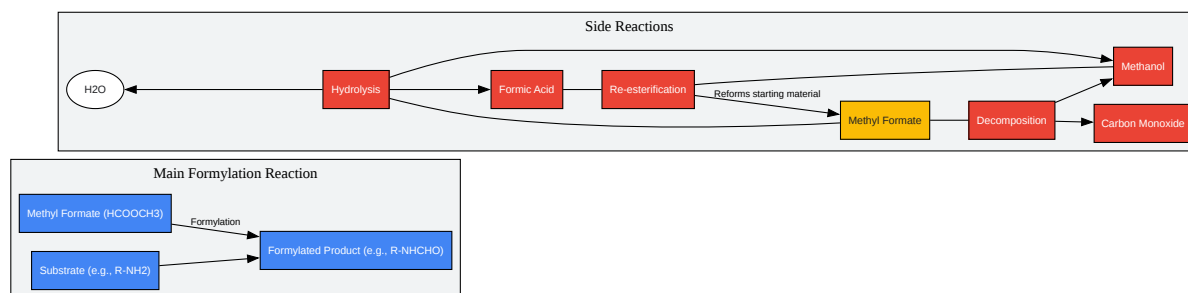 Side Reactions
H2O
Hydrolysis
Formic Acid
Re-esterification
Reforms starting material
Methyl Formate
Decomposition
Methanol
Carbon Monoxide
Main Formylation Reaction
Methyl Formate (HCOOCH3)
Formylation
Substrate (e.g., R-NH2)
Formylated Product (e.g., R-NHCHO)